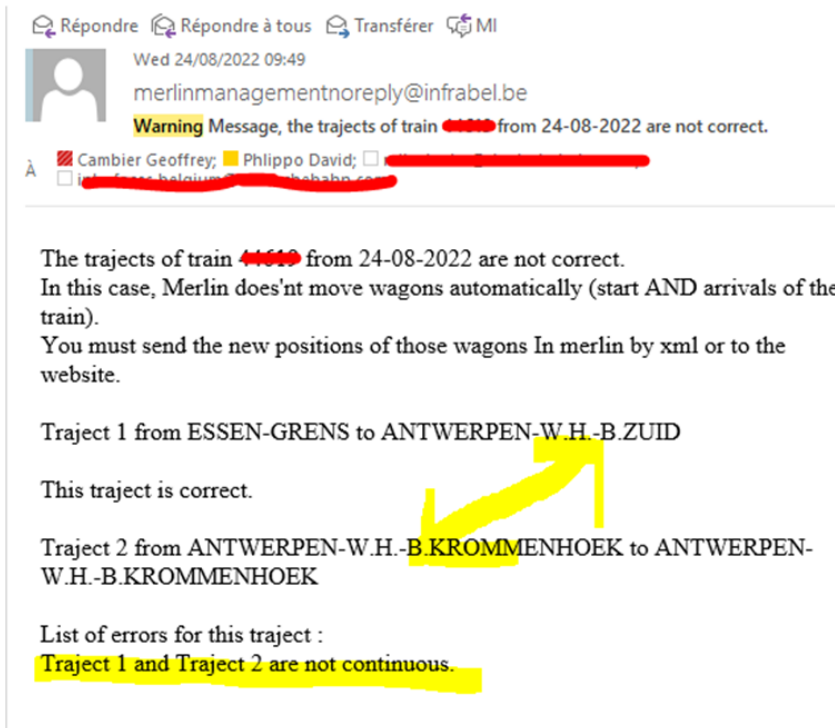 Répondre Répondre à tous Transférer MI
Wed 24/08/2022 09:49
merlinmanagementnoreply@infrabel.be
Warning Message, the trajects of train from 24-08-2022 are not correct.
À Cambier Geoffrey; Phlippo David;
The trajects of train from 24-08-2022 are not correct.
In this case, Merlin does'nt move wagons automatically (start AND arrivals of the
train).
You must send the new positions of those wagons In merlin by xml or to the
website.
Traject 1 from ESSEN-GRENS to ANTWERPEN-W.H.-B.ZUID
This traject is correct.
Traject 2 from ANTWERPEN-W.H.-B.KROMMENHOEK to ANTWERPEN-
W.H.-B.KROMMENHOEK
List of errors for this traject :
Traject 1 and Traject 2 are not continuous.